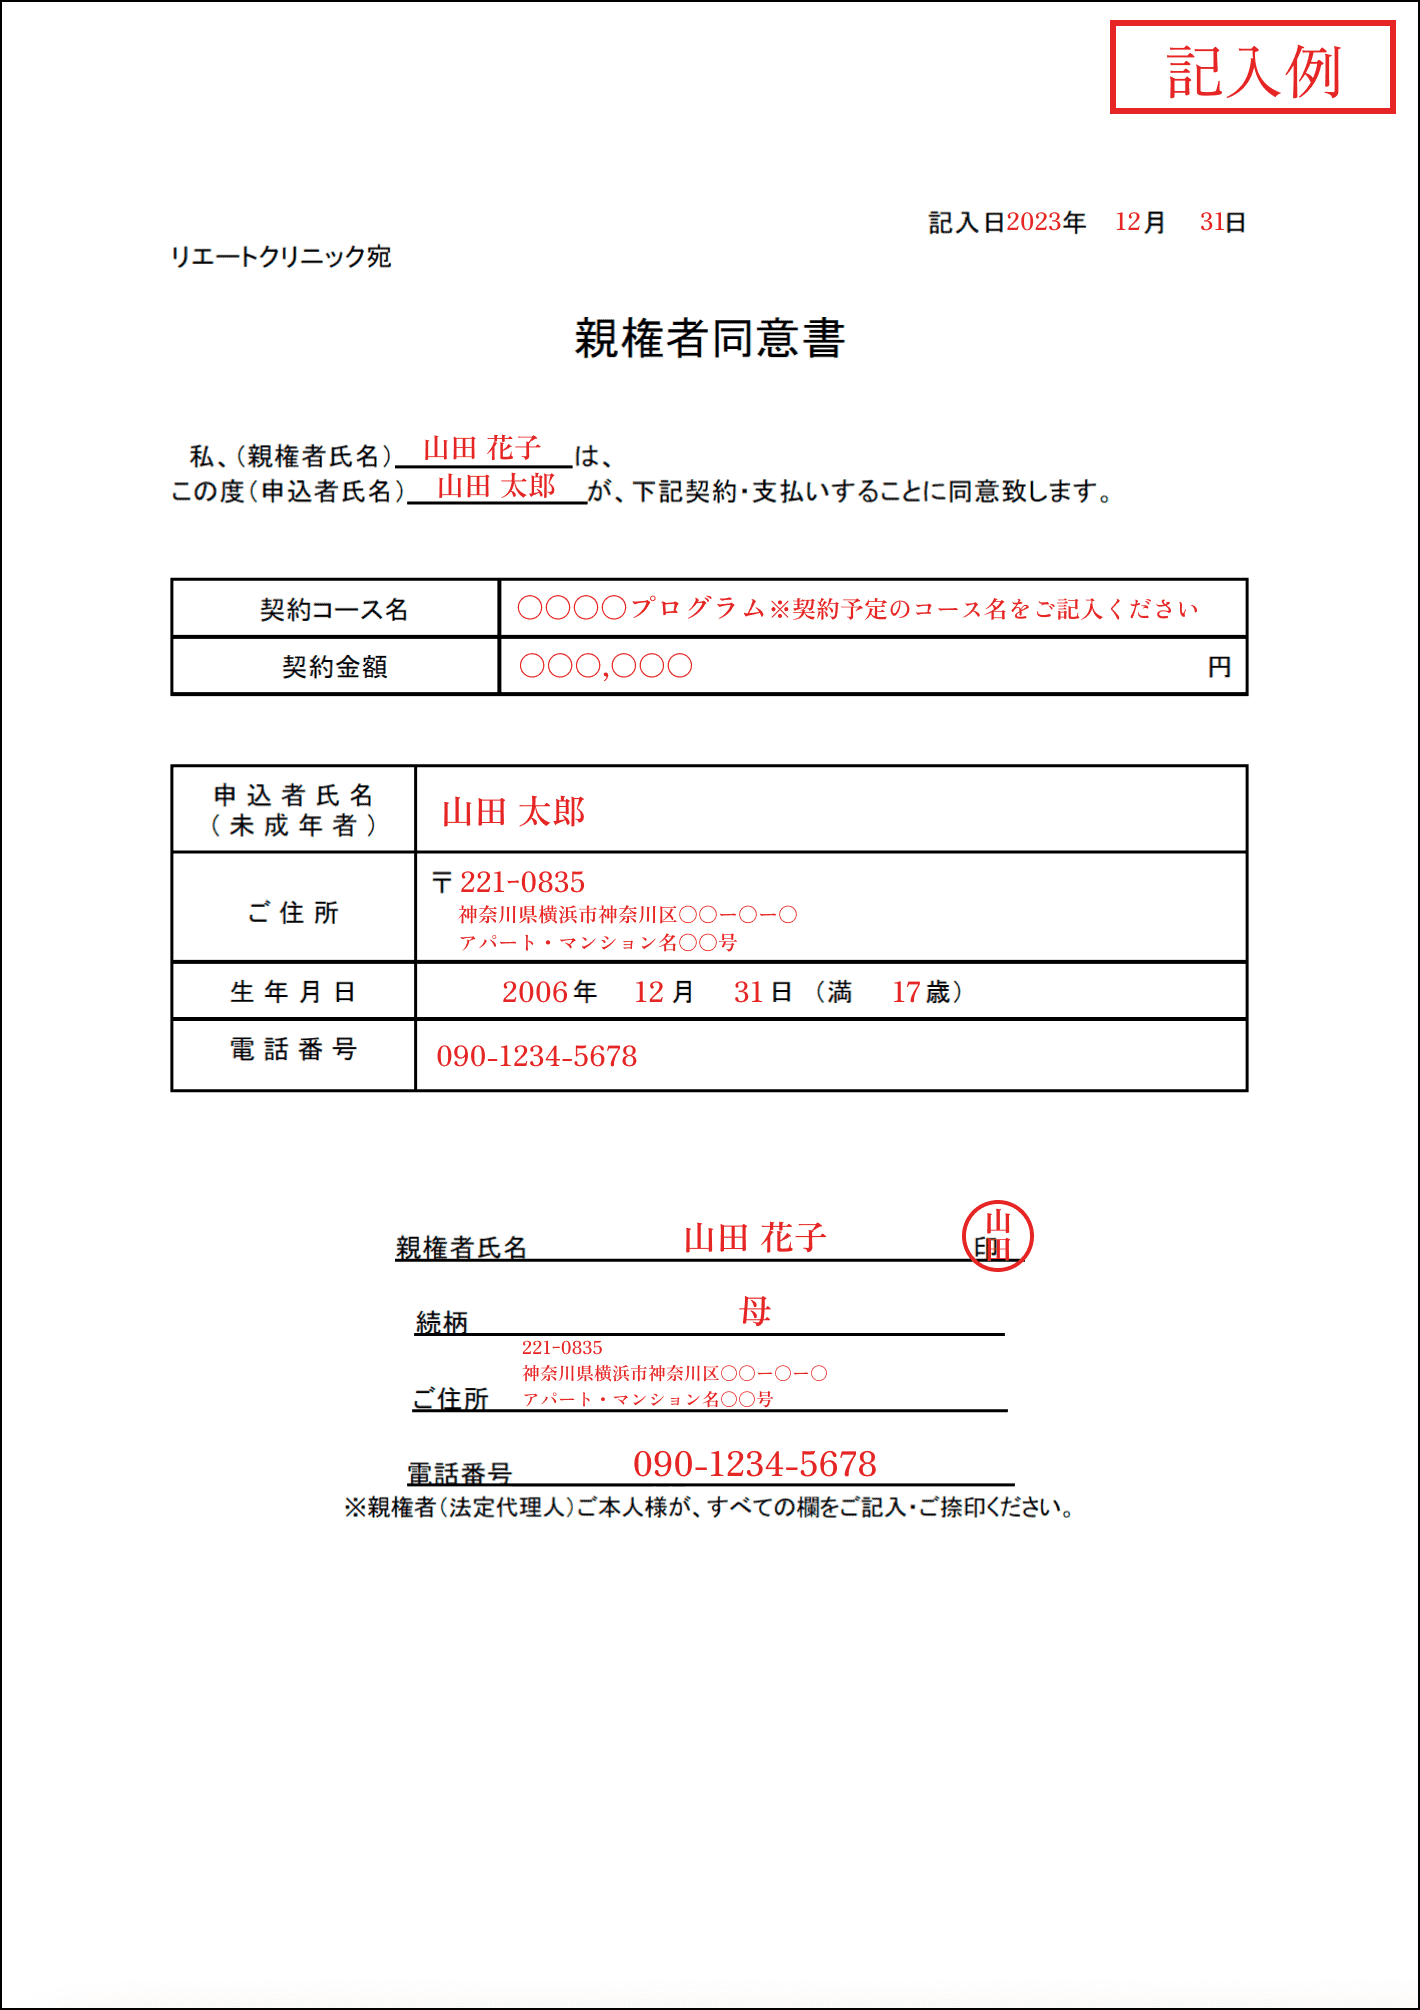 記入例
記入日2023年 12月 31日
リエートクリニック宛
親権者同意書
私、（親権者氏名）山田 花子は、
この度（申込者氏名）山田 太郎が、下記契約・支払いすることに同意致します。
契約コース名 〇〇〇〇プログラム※契約予定のコース名をご記入ください
契約金額 〇〇〇,〇〇〇 円
申込者氏名
（未成年者） 山田 太郎
〒221-0835
ご住所 神奈川県横浜市神奈川区〇〇ー〇ー〇
アパート・マンション名〇〇号
生年月日 2006年 12月 31日（満 17歳）
電話番号 090-1234-5678
親権者氏名 山田 花子 印 山田
続柄 母
221-0835
神奈川県横浜市神奈川区〇〇ー〇ー〇
ご住所 アパート・マンション名〇〇号
電話番号 090-1234-5678
※親権者（法定代理人）ご本人様が、すべての欄をご記入・ご捺印ください。